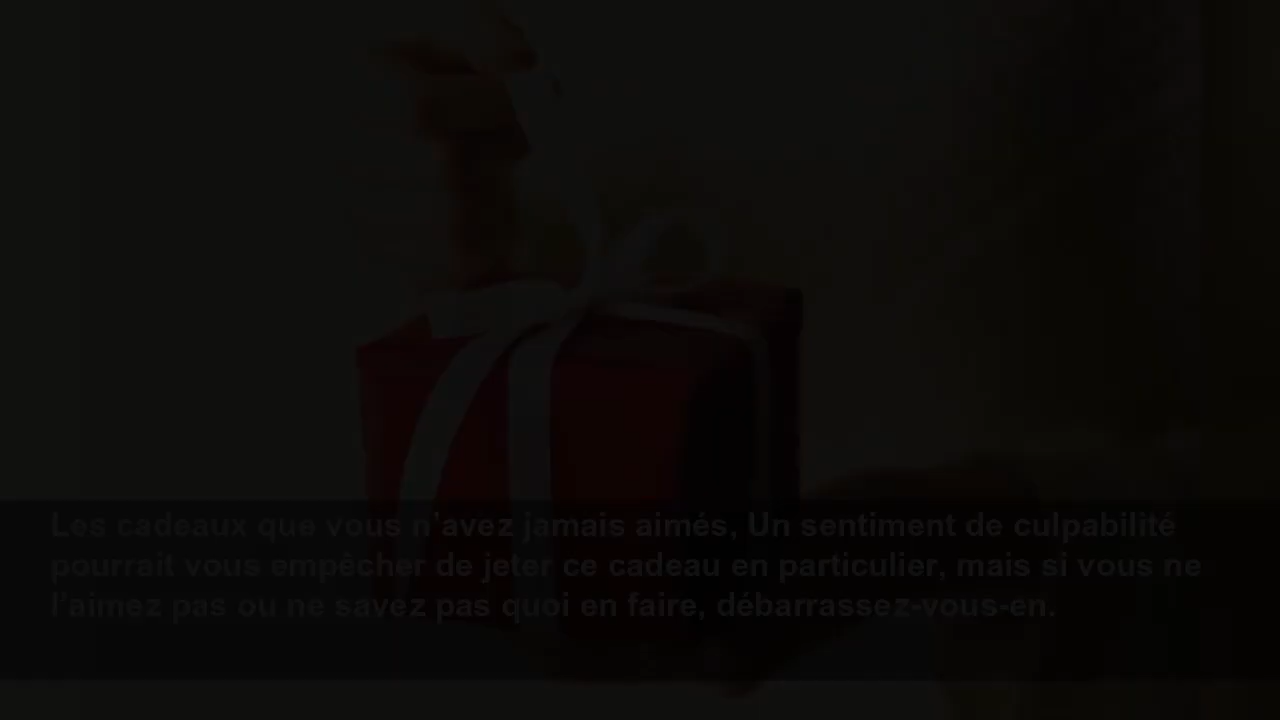 Les cadeaux que vous n'avez jamais aimés, Un sentiment de culpabilité
pourrait vous empêcher de jeter ce cadeau en particulier, mais si vous ne
l'aimez pas ou ne savez pas quoi en faire, débarrassez-vous-en.